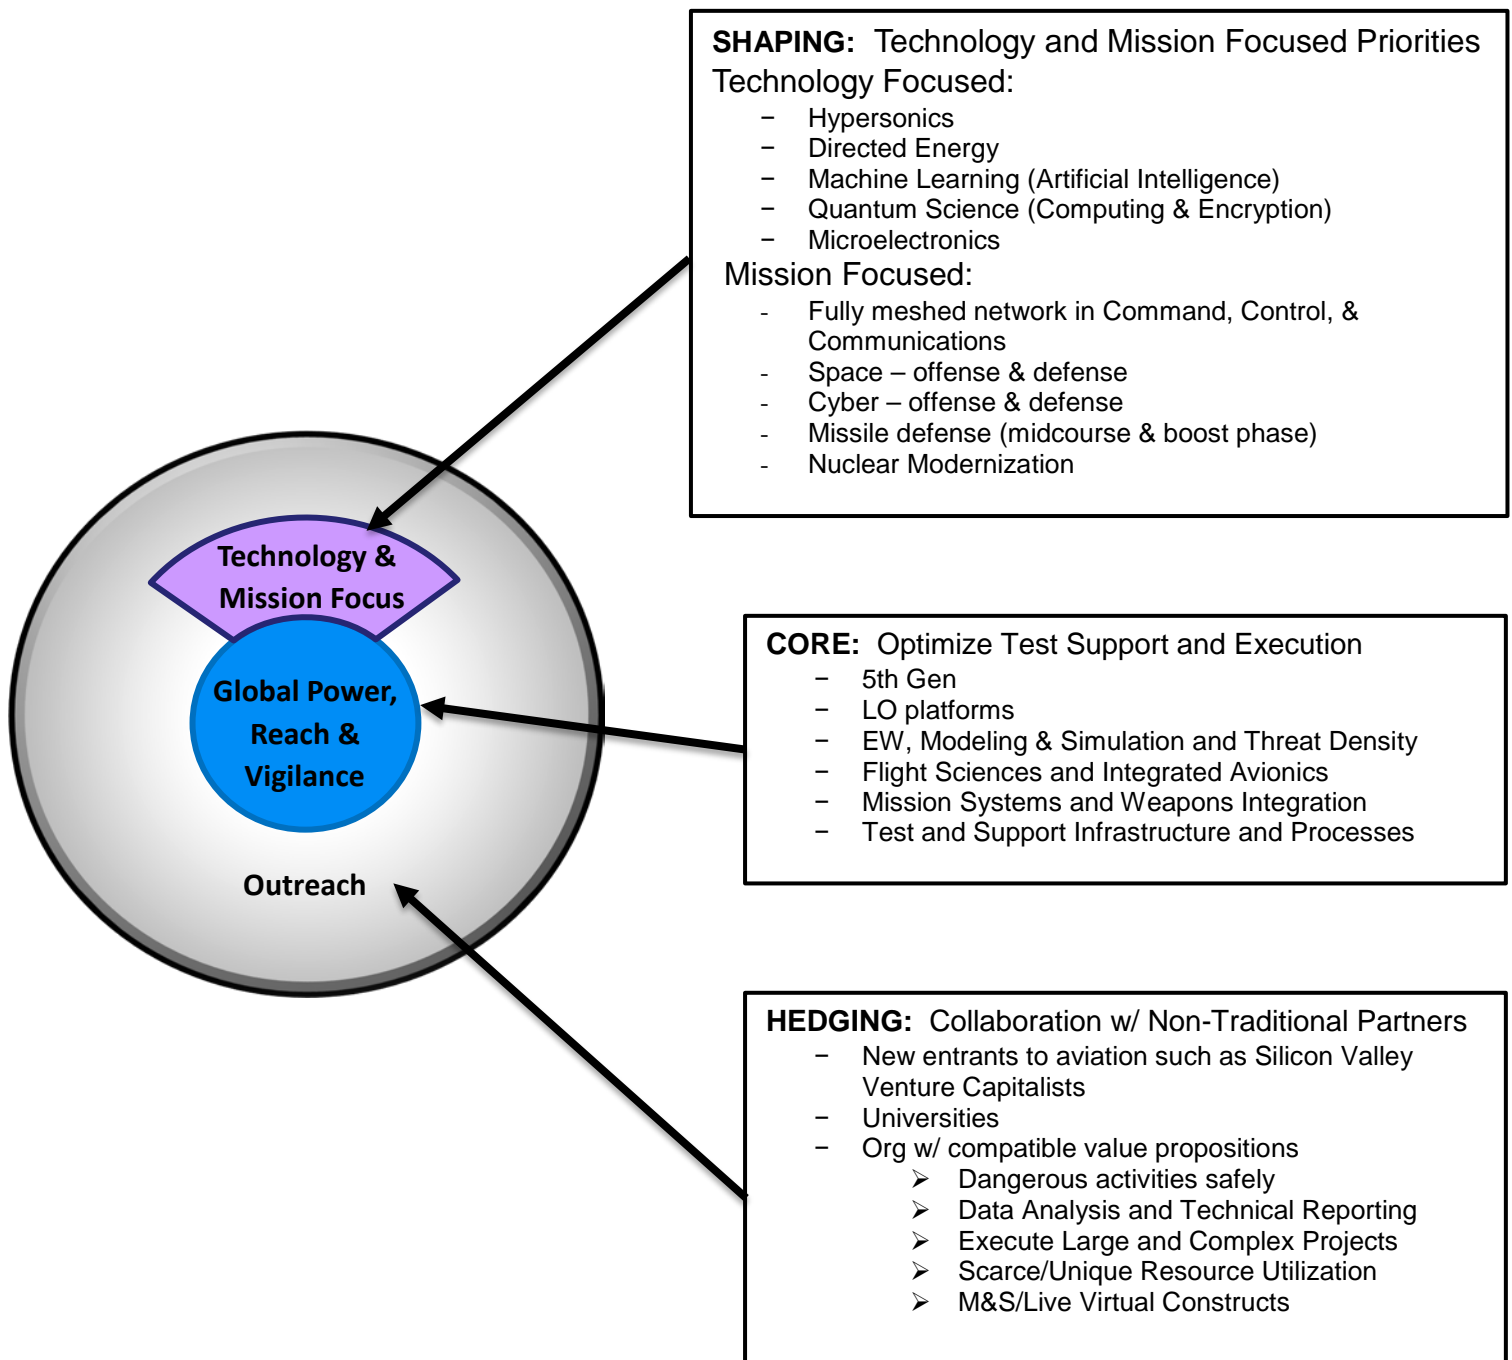 SHAPING: Technology and Mission Focused Priorities
Technology Focused:
− Hypersonics
− Directed Energy
− Machine Learning (Artificial Intelligence)
− Quantum Science (Computing & Encryption)
− Microelectronics
Mission Focused:
- Fully meshed network in Command, Control, &
Communications
- Space – offense & defense
- Cyber – offense & defense
- Missile defense (midcourse & boost phase)
- Nuclear Modernization
Technology &
Mission Focus
Global Power,
Reach &
Vigilance
Outreach
CORE: Optimize Test Support and Execution
− 5th Gen
− LO platforms
− EW, Modeling & Simulation and Threat Density
− Flight Sciences and Integrated Avionics
− Mission Systems and Weapons Integration
− Test and Support Infrastructure and Processes
HEDGING: Collaboration w/ Non-Traditional Partners
− New entrants to aviation such as Silicon Valley
Venture Capitalists
− Universities
− Org w/ compatible value propositions
➢ Dangerous activities safely
➢ Data Analysis and Technical Reporting
➢ Execute Large and Complex Projects
➢ Scarce/Unique Resource Utilization
➢ M&S/Live Virtual Constructs